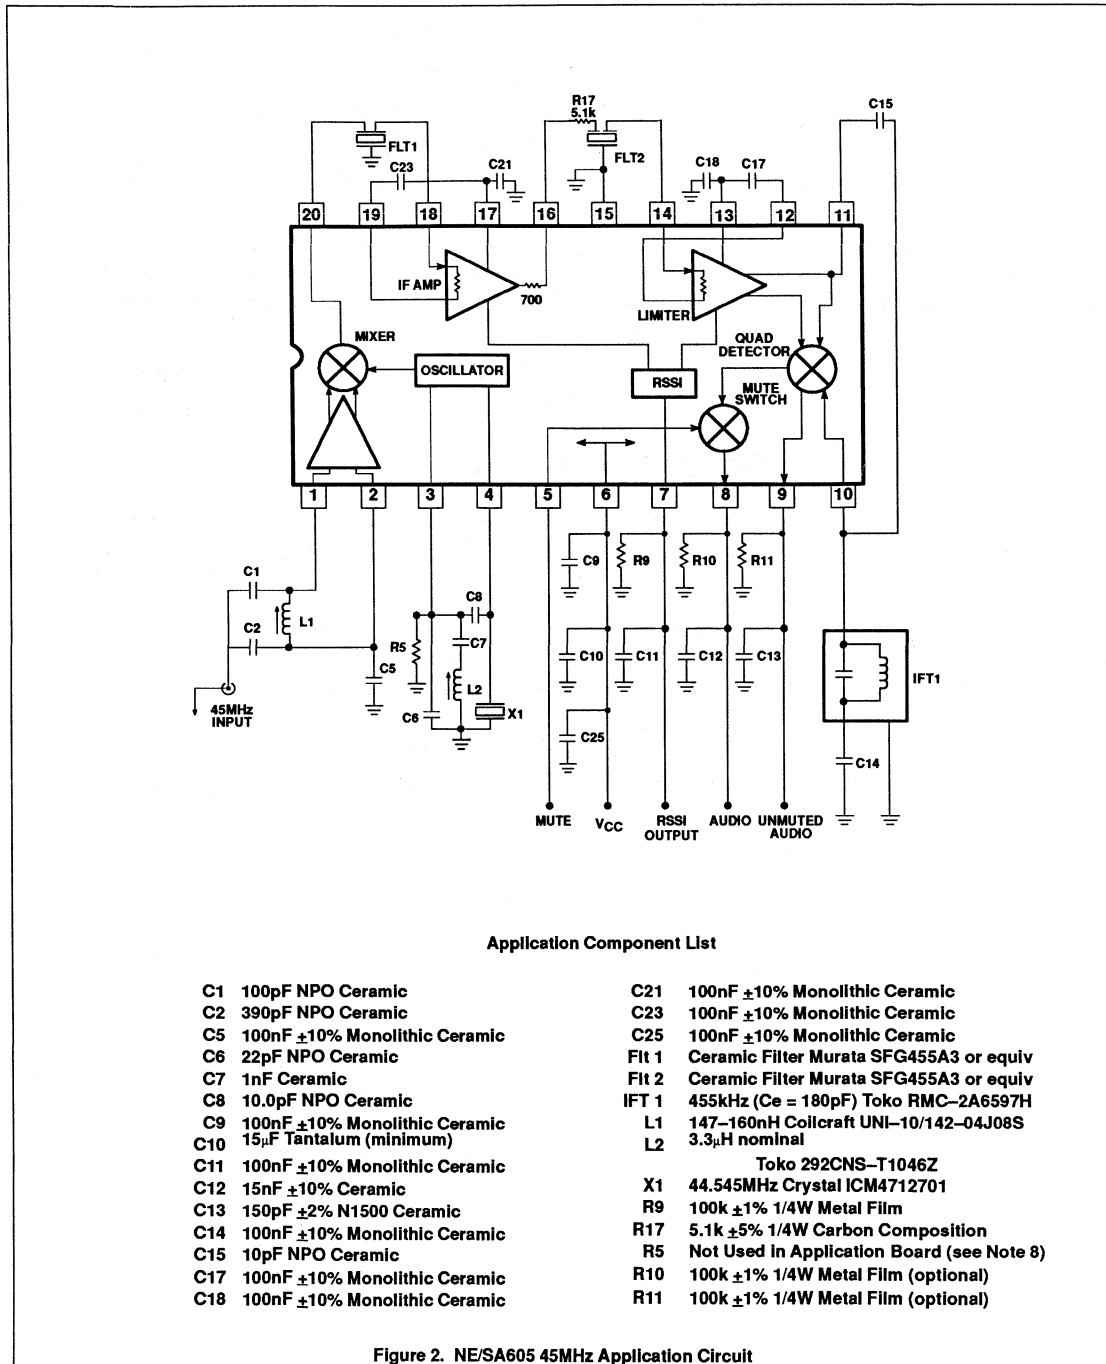 C15
R17
5.1k
FLT1
FLT2
C23
C21
C18
C17
20
19
18
17
16
15
14
13
12
11
IF AMP
700
LIMITER
MIXER
OSCILLATOR
RSSI
QUAD
DETECTOR
MUTE
SWITCH
1
2
3
4
5
6
7
8
9
10
C1
L1
C2
C5
45MHz
INPUT
R5
C8
C7
L2
C6
X1
C9
R9
R10
R11
C10
C11
C12
C13
C25
IFT1
C14
MUTE
VCC
RSSI
OUTPUT
AUDIO
UNMUTED
AUDIO
Application Component List
C1 100pF NPO Ceramic
C2 390pF NPO Ceramic
C5 100nF ±10% Monolithic Ceramic
C6 22pF NPO Ceramic
C7 1nF Ceramic
C8 10.0pF NPO Ceramic
C9 100nF ±10% Monolithic Ceramic
C10 15µF Tantalum (minimum)
C11 100nF ±10% Monolithic Ceramic
C12 15nF ±10% Ceramic
C13 150pF ±2% N1500 Ceramic
C14 100nF ±10% Monolithic Ceramic
C15 10pF NPO Ceramic
C17 100nF ±10% Monolithic Ceramic
C18 100nF ±10% Monolithic Ceramic
C21 100nF ±10% Monolithic Ceramic
C23 100nF ±10% Monolithic Ceramic
C25 100nF ±10% Monolithic Ceramic
Flt 1 Ceramic Filter Murata SFG455A3 or equiv
Flt 2 Ceramic Filter Murata SFG455A3 or equiv
IFT 1 455kHz (Ce = 180pF) Toko RMC–2A6597H
L1 147–160nH Coilcraft UNI–10/142–04J08S
L2 3.3µH nominal
Toko 292CNS–T1046Z
X1 44.545MHz Crystal ICM4712701
R9 100k ±1% 1/4W Metal Film
R17 5.1k ±5% 1/4W Carbon Composition
R5 Not Used in Application Board (see Note 8)
R10 100k ±1% 1/4W Metal Film (optional)
R11 100k ±1% 1/4W Metal Film (optional)
Figure 2. NE/SA605 45MHz Application Circuit